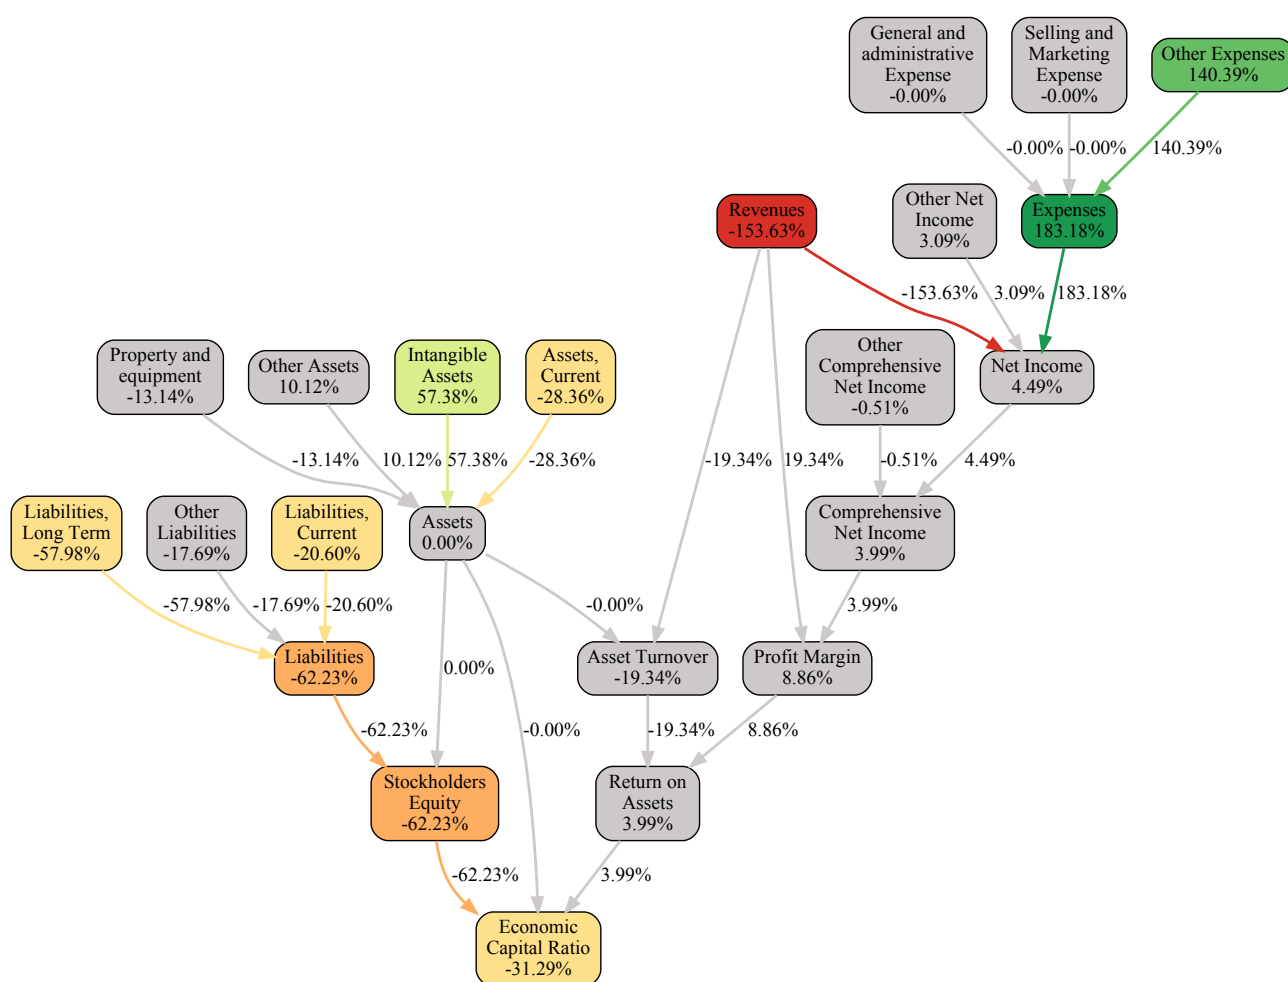 General and
administrative
Expense
-0.00%
Selling and
Marketing
Expense
-0.00%
Other Expenses
140.39%
-0.00%
-0.00%
140.39%
Revenues
-153.63%
Other Net
Income
3.09%
Expenses
183.18%
-153.63%
3.09%
183.18%
Property and
equipment
-13.14%
Other Assets
10.12%
Intangible
Assets
57.38%
Assets,
Current
-28.36%
Other
Comprehensive
Net Income
-0.51%
Net Income
4.49%
-13.14%
10.12%
57.38%
-28.36%
-19.34%
19.34%
-0.51%
4.49%
Liabilities,
Long Term
-57.98%
Other
Liabilities
-17.69%
Liabilities,
Current
-20.60%
Assets
0.00%
Comprehensive
Net Income
3.99%
-57.98%
-17.69%
-20.60%
-0.00%
3.99%
Liabilities
-62.23%
0.00%
Asset Turnover
-19.34%
Profit Margin
8.86%
-62.23%
-0.00%
-19.34%
8.86%
Stockholders
Equity
-62.23%
Return on
Assets
3.99%
-62.23%
3.99%
Economic
Capital Ratio
-31.29%